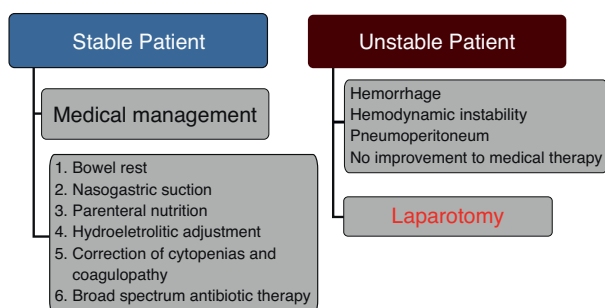 Stable Patient
Medical management
1. Bowel rest
2. Nasogastric suction
3. Parenteral nutrition
4. Hydroeletrolitic adjustment
5. Correction of cytopenias and
coagulopathy
6. Broad spectrum antibiotic therapy
Unstable Patient
Hemorrhage
Hemodynamic instability
Pneumoperitoneum
No improvement to medical therapy
Laparotomy